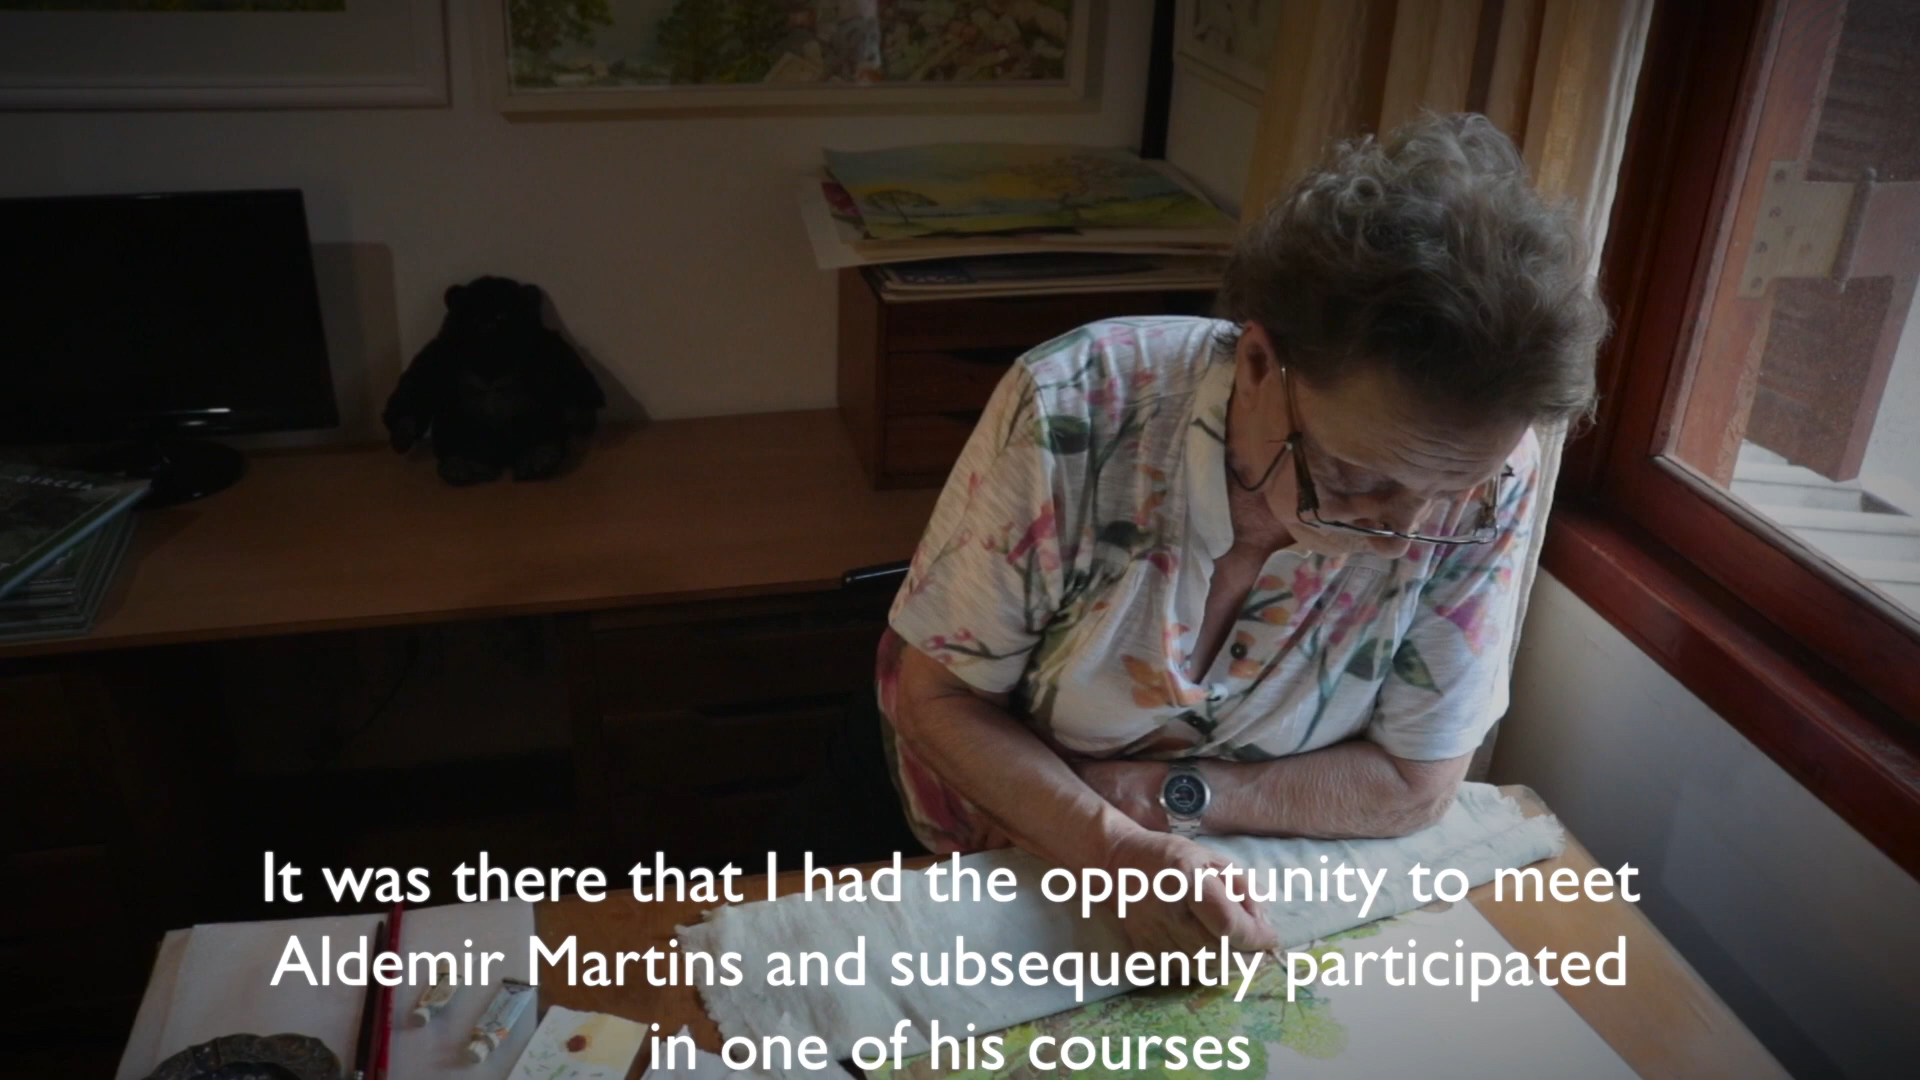 DIRCEA
It was there that I had the opportunity to meet
Aldemir Martins and subsequently participated
in one of his courses